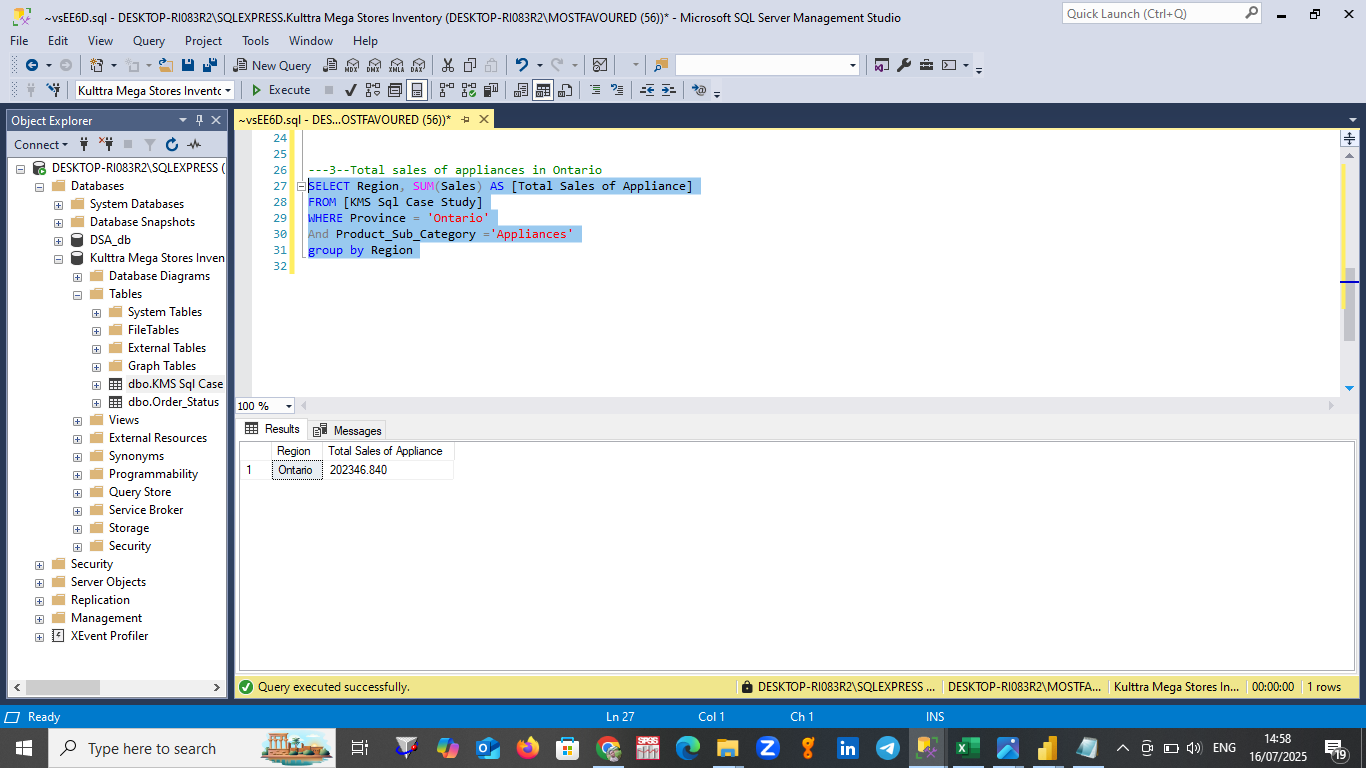 ~vsEE6D.sql - DESKTOP-RI083R2\SQLEXPRESS.Kulttra Mega Stores Inventory (DESKTOP-RI083R2\MOSTFAVOURED (56))* - Microsoft SQL Server Management Studio
Quick Launch (Ctrl+Q)
File Edit View Query Project Tools Window Help
New Query MDX DMX XMLA DAX
Kulttra Mega Stores Invento Execute
Object Explorer
~vsEE6D.sql - DES...OSTFAVOURED (56))*
Connect
DESKTOP-RI083R2\SQLEXPRESS (
Databases
System Databases
Database Snapshots
DSA_db
Kulttra Mega Stores Inven
Database Diagrams
Tables
System Tables
FileTables
External Tables
Graph Tables
dbo.KMS Sql Case
dbo.Order_Status
Views
External Resources
Synonyms
Programmability
Query Store
Service Broker
Storage
Security
Security
Server Objects
Replication
Management
XEvent Profiler
24
25
26 ---3--Total sales of appliances in Ontario
27 SELECT Region, SUM(Sales) AS [Total Sales of Appliance]
28 FROM [KMS Sql Case Study]
29 WHERE Province = 'Ontario'
30 And Product_Sub_Category ='Appliances'
31 group by Region
32
100 %
Results Messages
Region Total Sales of Appliance
1 Ontario 202346.840
Query executed successfully. DESKTOP-RI083R2\SQLEXPRESS ... DESKTOP-RI083R2\MOSTFA... Kulttra Mega Stores In... 00:00:00 1 rows
Ready Ln 27 Col 1 Ch 1 INS
Type here to search
ENG
14:58
16/07/2025
19